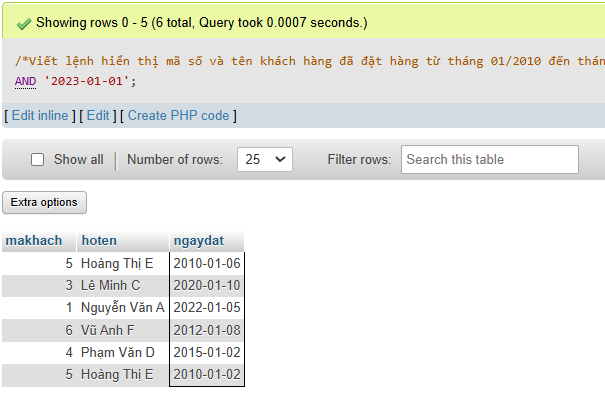 Showing rows 0 - 5 (6 total, Query took 0.0007 seconds.)
/*Viết lệnh hiển thị mã số và tên khách hàng đã đặt hàng từ tháng 01/2010 đến
AND '2023-01-01';
[ Edit inline ] [ Edit ] [ Create PHP code ]
Show all Number of rows: 25 Filter rows: Search this table
Extra options
makhach hoten ngaydat
5 Hoàng Thị E 2010-01-06
3 Lê Minh C 2020-01-10
1 Nguyễn Văn A 2022-01-05
6 Vũ Anh F 2012-01-08
4 Phạm Văn D 2015-01-02
5 Hoàng Thị E 2010-01-02